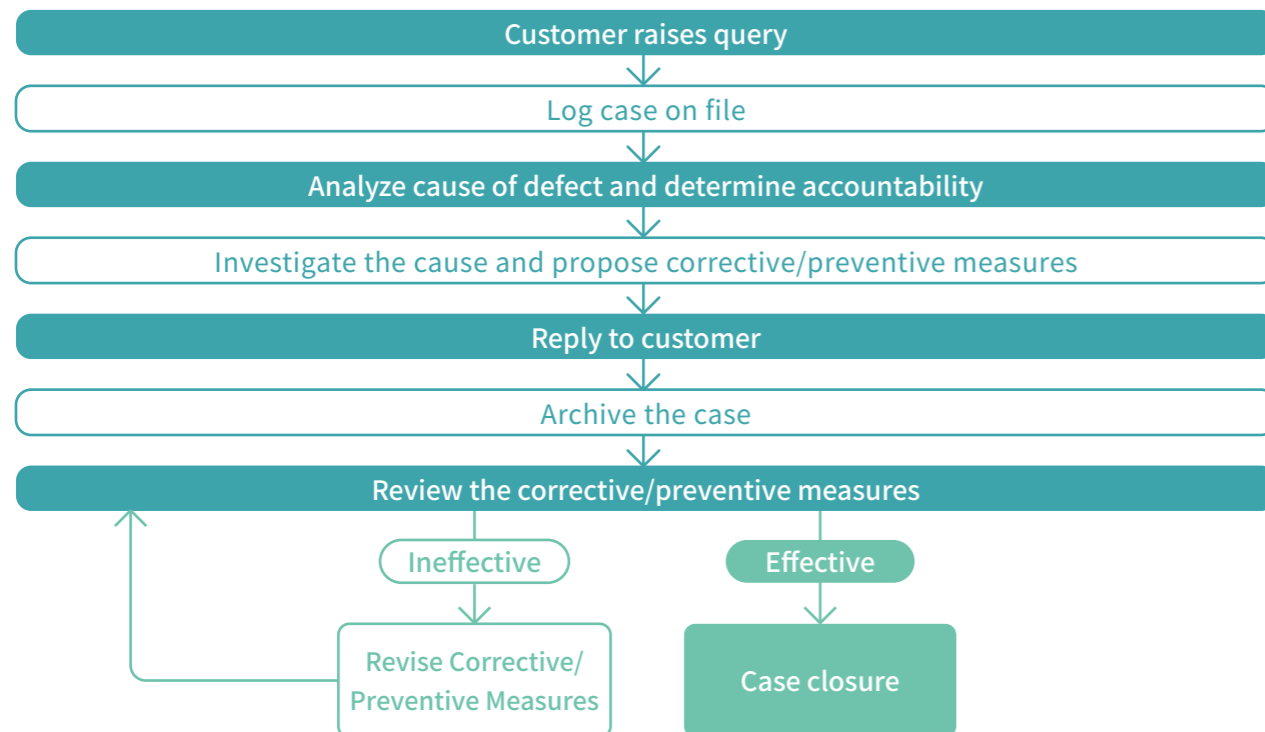 Customer raises query
Log case on file
Analyze cause of defect and determine accountability
Investigate the cause and propose corrective/preventive measures
Reply to customer
Archive the case
Review the corrective/preventive measures
Ineffective
Effective
Revise Corrective/
Preventive Measures
Case closure